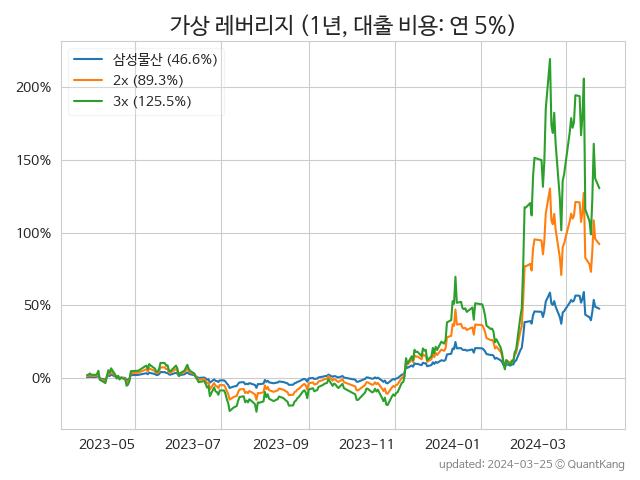 가상 레버리지 (1년, 대출 비용: 연 5%)
삼성물산 (46.6%)
2x (89.3%)
3x (125.5%)
200%
150%
100%
50%
0%
2023-05 2023-07 2023-09 2023-11 2024-01 2024-03
updated: 2024-03-25 © QuantKang